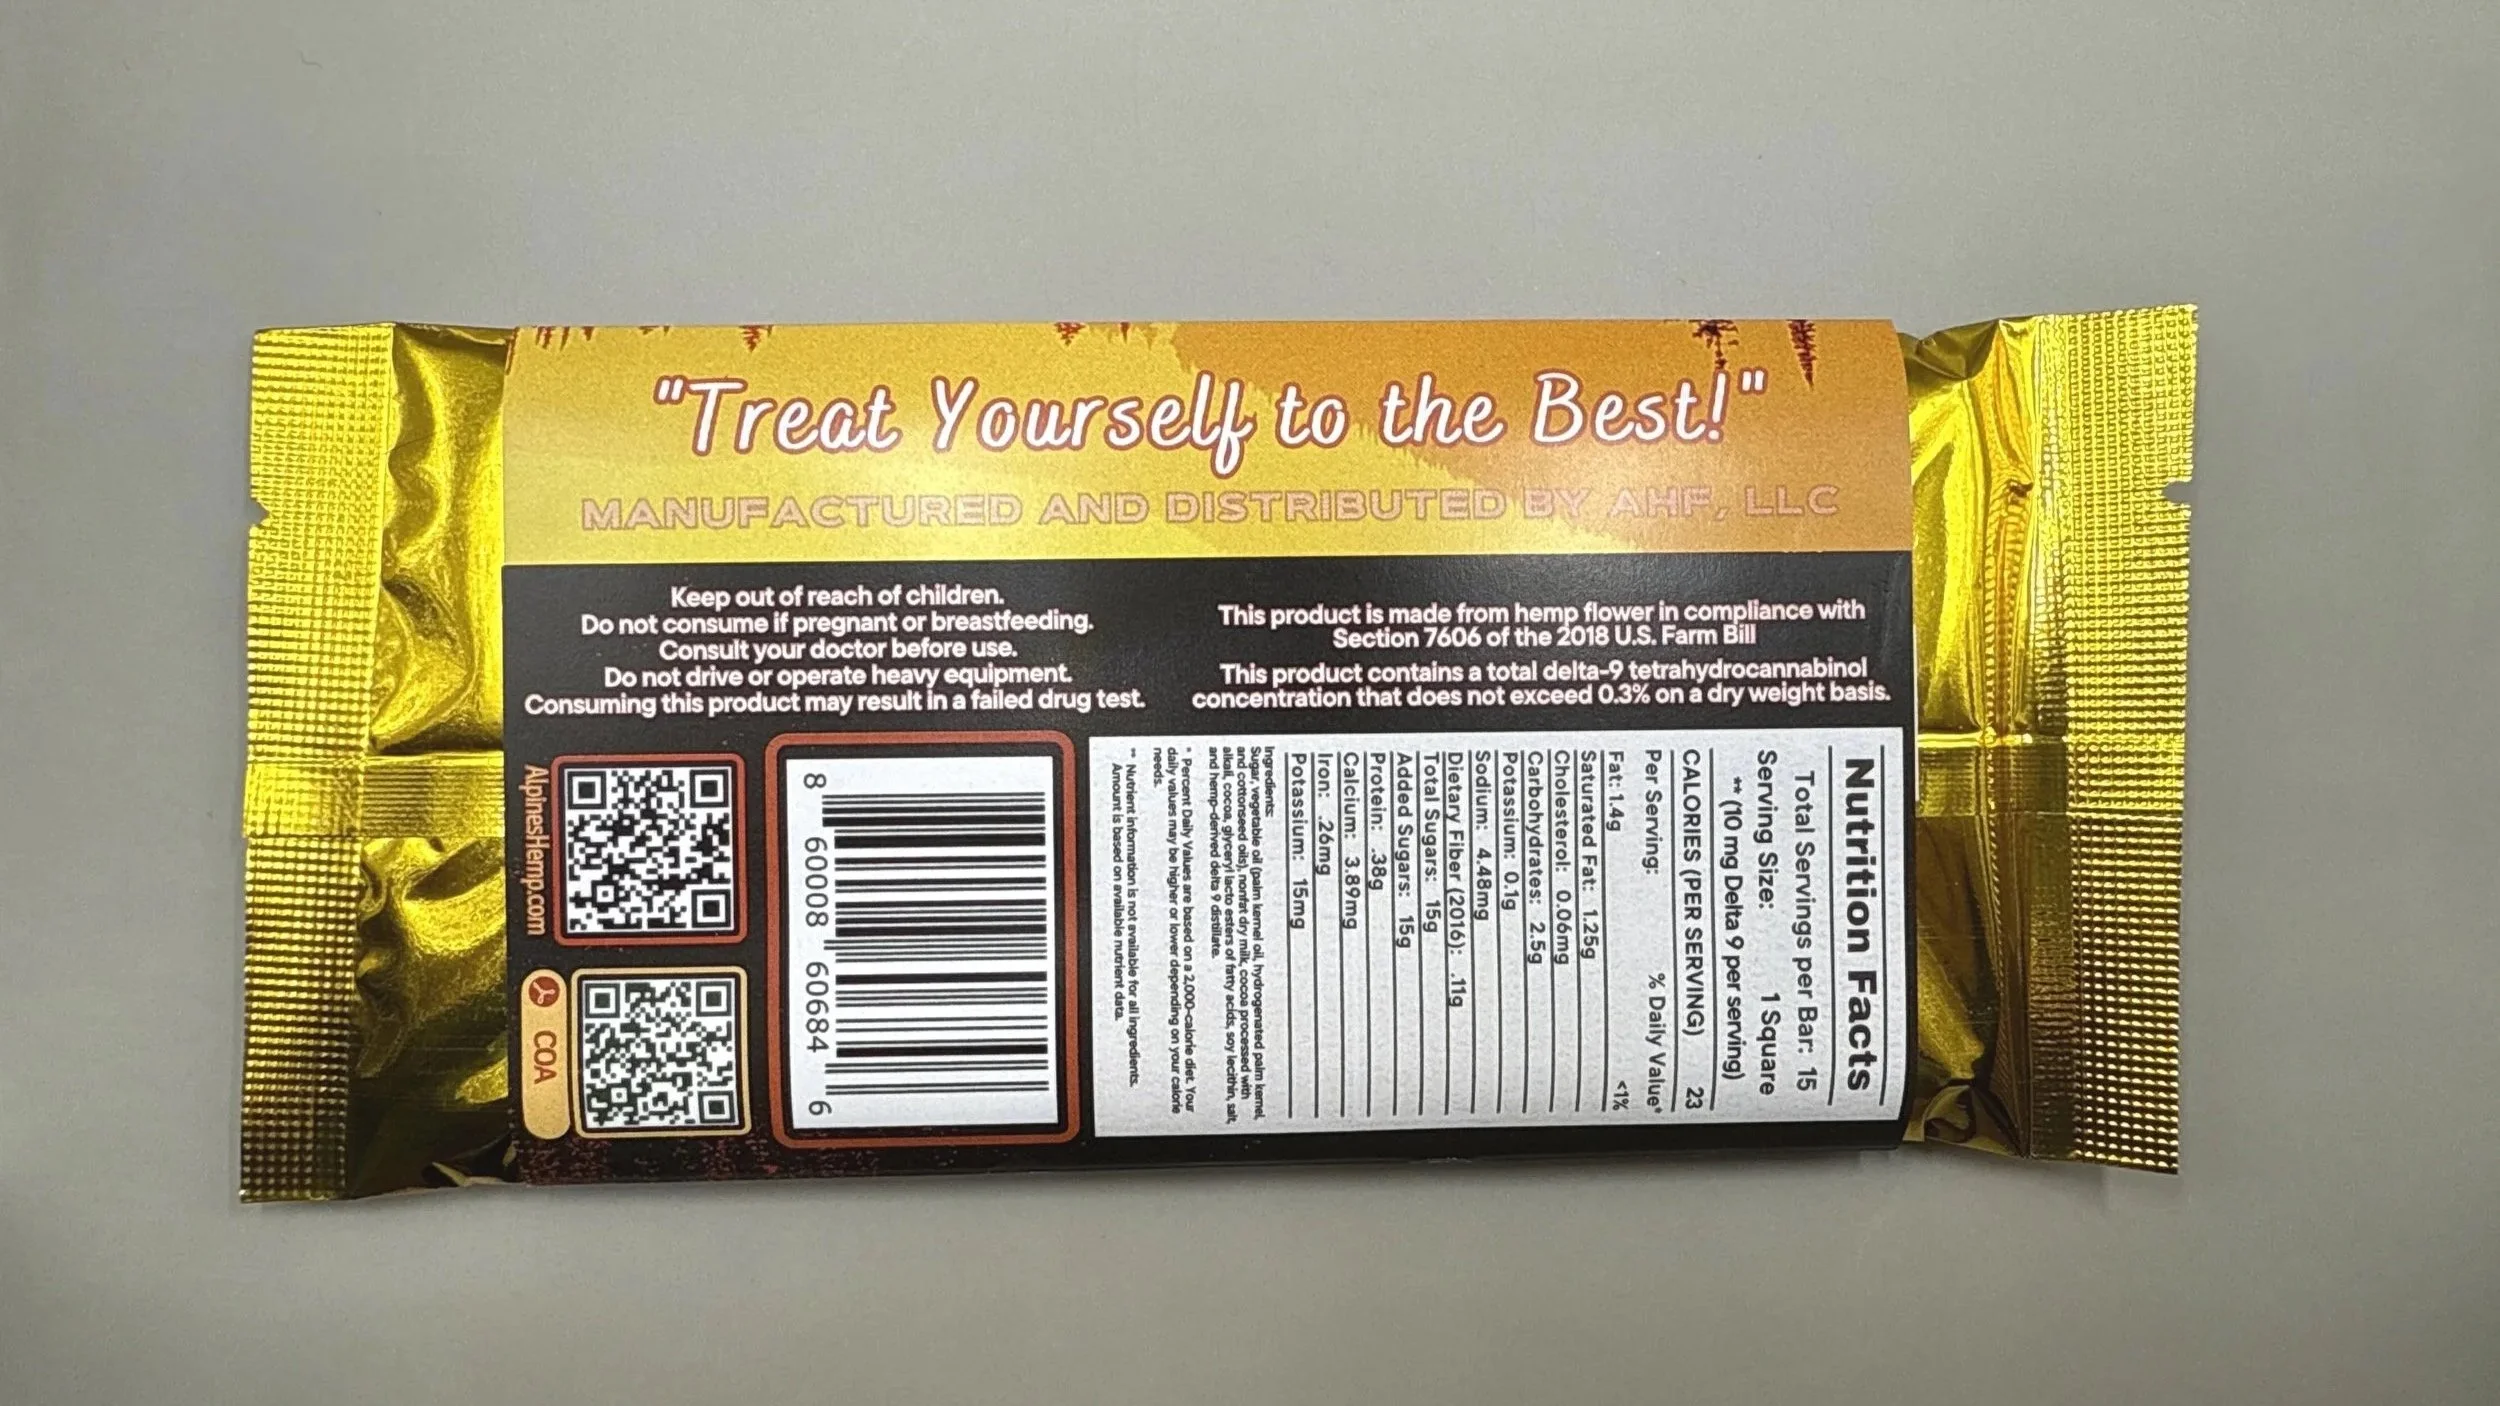 "Treat Yourself to the Best!"
MANUFACTURED AND DISTRIBUTED BY AHF, LLC
Keep out of reach of children.
Do not consume if pregnant or breastfeeding.
Consult your doctor before use.
Do not drive or operate heavy equipment.
Consuming this product may result in a failed drug test.
This product is made from hemp flower in compliance with
Section 7606 of the 2018 U.S. Farm Bill
This product contains a total delta-9 tetrahydrocannabinol
concentration that does not exceed 0.3% on a dry weight basis.
AlpinesHemp.com
COA
8 60008 60684 6
Nutrition Facts
Total Servings per Bar: 15
Serving Size: 1 Square
** (10 mg Delta 9 per serving)
CALORIES (PER SERVING) 23
Per Serving: % Daily Value*
Fat: 1.4g <1%
Saturated Fat: 1.25g
Cholesterol: 0.06mg
Carbohydrates: 2.5g
Potassium: 0.1g
Sodium: 4.48mg
Dietary Fiber (2016): .11g
Total Sugars: 15g
Added Sugars: 15g
Protein: .38g
Calcium: 3.89mg
Iron: .26mg
Potassium: 15mg
Ingredients:
Sugar, vegetable oil (palm kernel oil, hydrogenated palm kernel,
and cottonseed oils), nonfat dry milk, cocoa processed with
alkali, cocoa, glyceryl lacto esters of fatty acids, soy lecithin, salt,
and hemp-derived delta 9 distillate.
* Percent Daily Values are based on a 2,000-calorie diet. Your
daily values may be higher or lower depending on your calorie
needs.
** Nutrient information is not available for all ingredients.
Amount is based on available nutrient data.